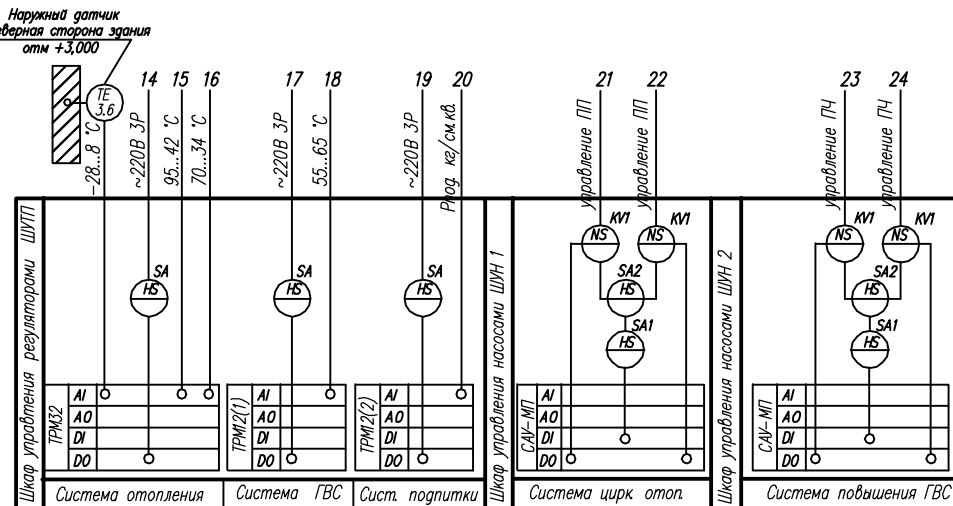 Наружный датчик
северная сторона здания
отм +3,000
TE
3.6
14
15
16
17
18
19
20
21
22
23
24
-28...8 °C
~220В 3Р
95...42 °C
70...34 °C
~220В 3Р
55...65 °C
~220В 3Р
Рпод. кг/см.кв.
управление ПП
управление ПП
управление ПЧ
управление ПЧ
Шкаф управтения регуляторами ШУТП
SA
HS
SA
HS
SA
HS
Шкаф управления насосами ШУН 1
NS
KV1
NS
KV1
SA2
HS
SA1
HS
Шкаф управления насосами ШУН 2
NS
KV1
NS
KV1
SA2
HS
SA1
HS
ТРМ32
AI
AO
DI
DO
ТРМ12(1)
AI
AO
DI
DO
ТРМ12(2)
AI
AO
DI
DO
САУ-МП
AI
AO
DI
DO
САУ-МП
AI
AO
DI
DO
Система отопления
Система ГВС
Сист. подпитки
Система цирк отоп.
Система повышения ГВС